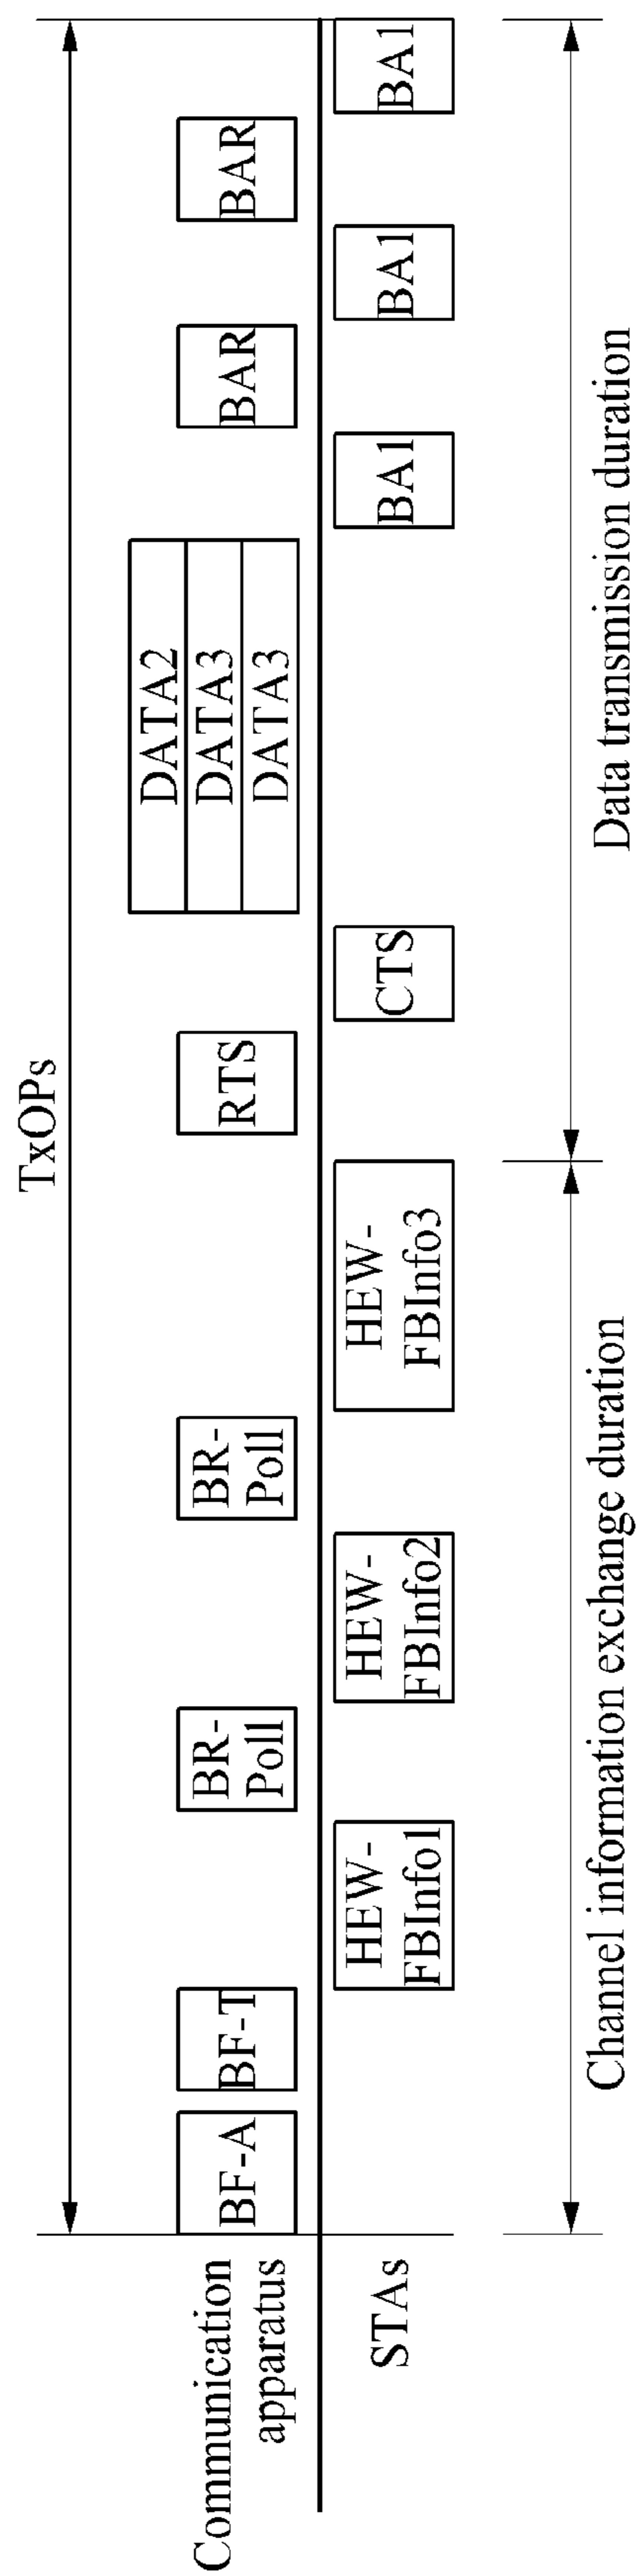 TxOPs
Communication
apparatus
BF-A
BF-T
BR-
Poll
BR-
Poll
RTS
DATA2
DATA3
DATA3
BAR
BAR
STAs
HEW-
FBInfo1
HEW-
FBInfo2
HEW-
FBInfo3
CTS
BA1
BA1
BA1
Channel information exchange duration
Data transmission duration